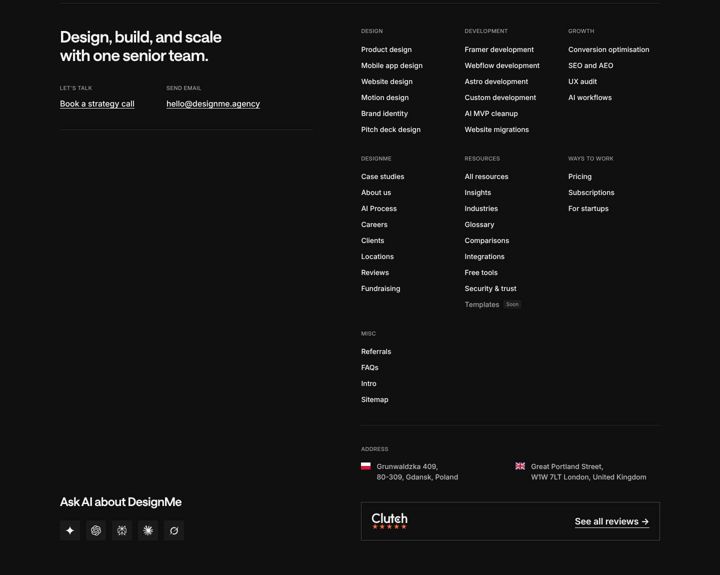 Design, build, and scale
with one senior team.
LET'S TALK
Book a strategy call
SEND EMAIL
hello@designme.agency
DESIGN
Product design
Mobile app design
Website design
Motion design
Brand identity
Pitch deck design
DEVELOPMENT
Framer development
Webflow development
Astro development
Custom development
AI MVP cleanup
Website migrations
GROWTH
Conversion optimisation
SEO and AEO
UX audit
AI workflows
DESIGNME
Case studies
About us
AI Process
Careers
Clients
Locations
Reviews
Fundraising
RESOURCES
All resources
Insights
Industries
Glossary
Comparisons
Integrations
Free tools
Security & trust
Templates Soon
WAYS TO WORK
Pricing
Subscriptions
For startups
MISC
Referrals
FAQs
Intro
Sitemap
ADDRESS
Grunwaldzka 409,
80-309, Gdansk, Poland
Great Portland Street,
W1W 7LT London, United Kingdom
Ask AI about DesignMe
Clutch
See all reviews →